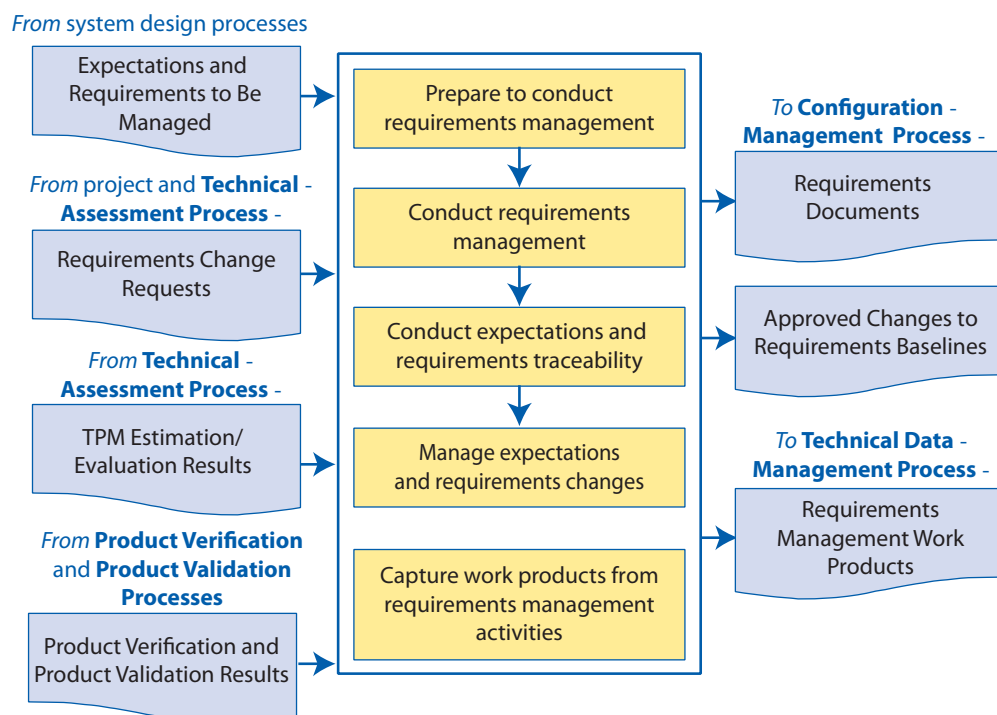 From system design processes
Expectations and
Requirements to Be
Managed
From project and Technical -
Assessment Process -
Requirements Change
Requests
From Technical -
Assessment Process -
TPM Estimation/
Evaluation Results
From Product Verification
and Product Validation
Processes
Product Verification and
Product Validation Results
Prepare to conduct
requirements management
Conduct requirements
management
Conduct expectations and
requirements traceability
Manage expectations
and requirements changes
Capture work products from
requirements management
activities
To Configuration -
Management Process -
Requirements
Documents
Approved Changes to
Requirements Baselines
To Technical Data -
Management Process -
Requirements
Management Work
Products